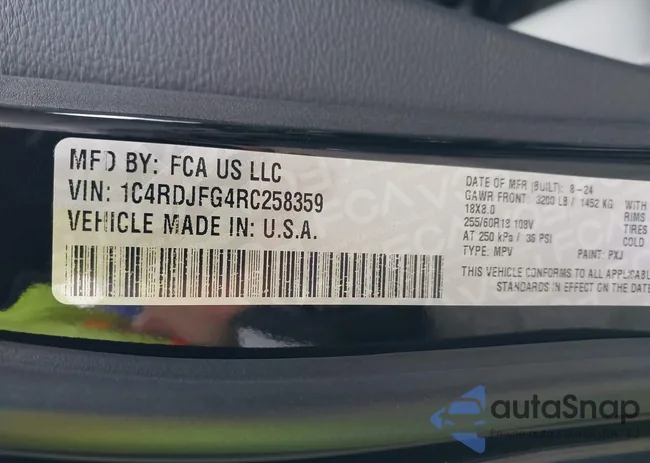 MFD BY: FCA US LLC
VIN: 1C4RDJFG4RC258359
VEHICLE MADE IN: U.S.A.
DATE OF MFR (BUILT): 8-24
GAWR FRONT: 3200 LB / 1452 KG
18X8.0
255/60R18 108V
AT 250 kPa / 36 PSI
TYPE: MPV
PAINT: PXJ
WITH
RIMS
TIRES
COLD
THIS VEHICLE CONFORMS TO ALL APPLICABL
STANDARDS IN EFFECT ON THE DATE
autoSnap